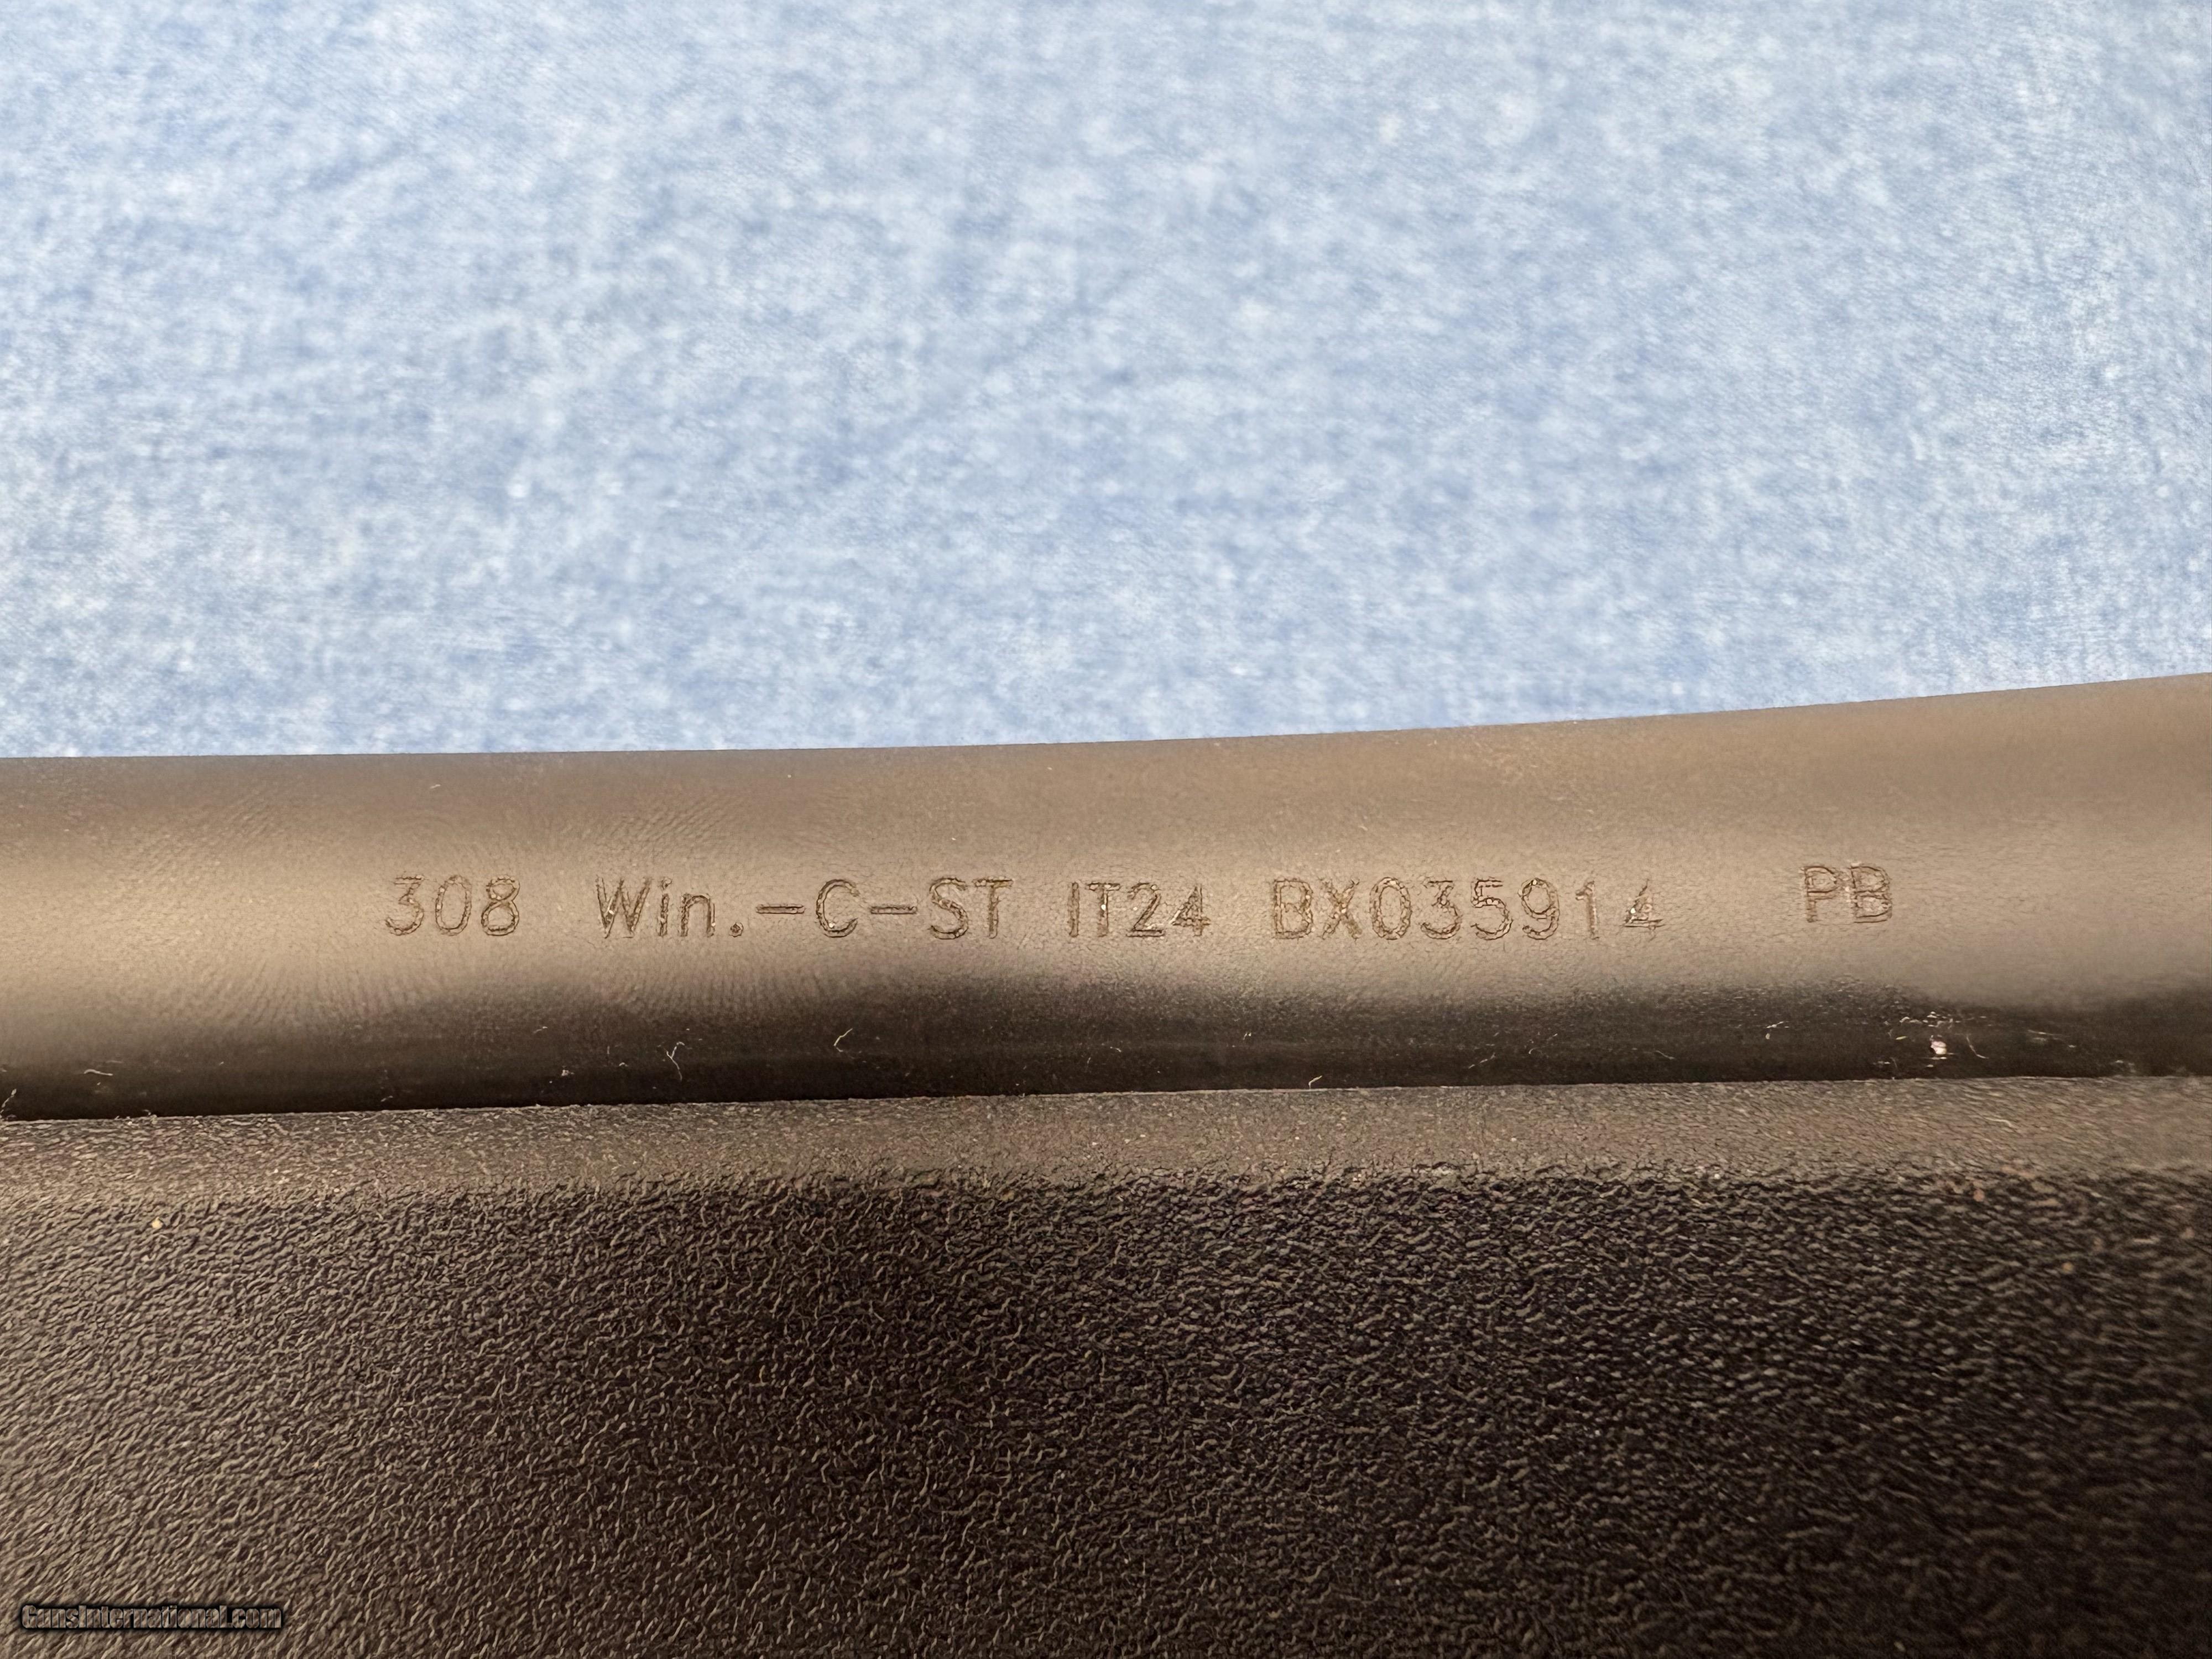 308 Win.-C-ST IT24 BX035914 PB
GunsInternational.com